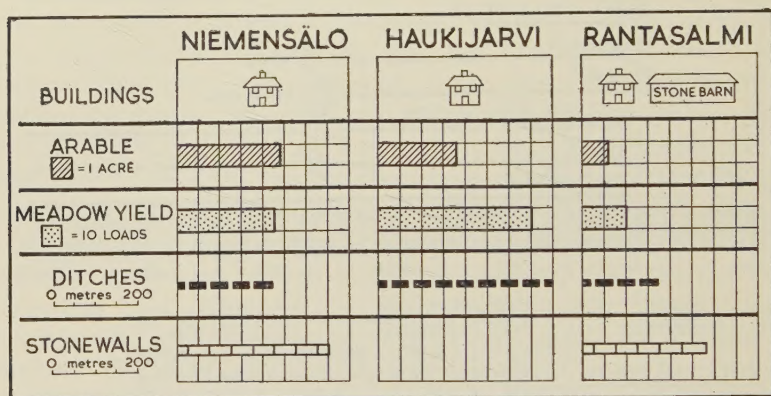 NIEMENSÄLO HAUKIJARVI RANTASALMI
BUILDINGS STONE BARN
ARABLE
= 1 ACRE
MEADOW YIELD
= 10 LOADS
DITCHES
0 metres 200
STONEWALLS
0 metres 200